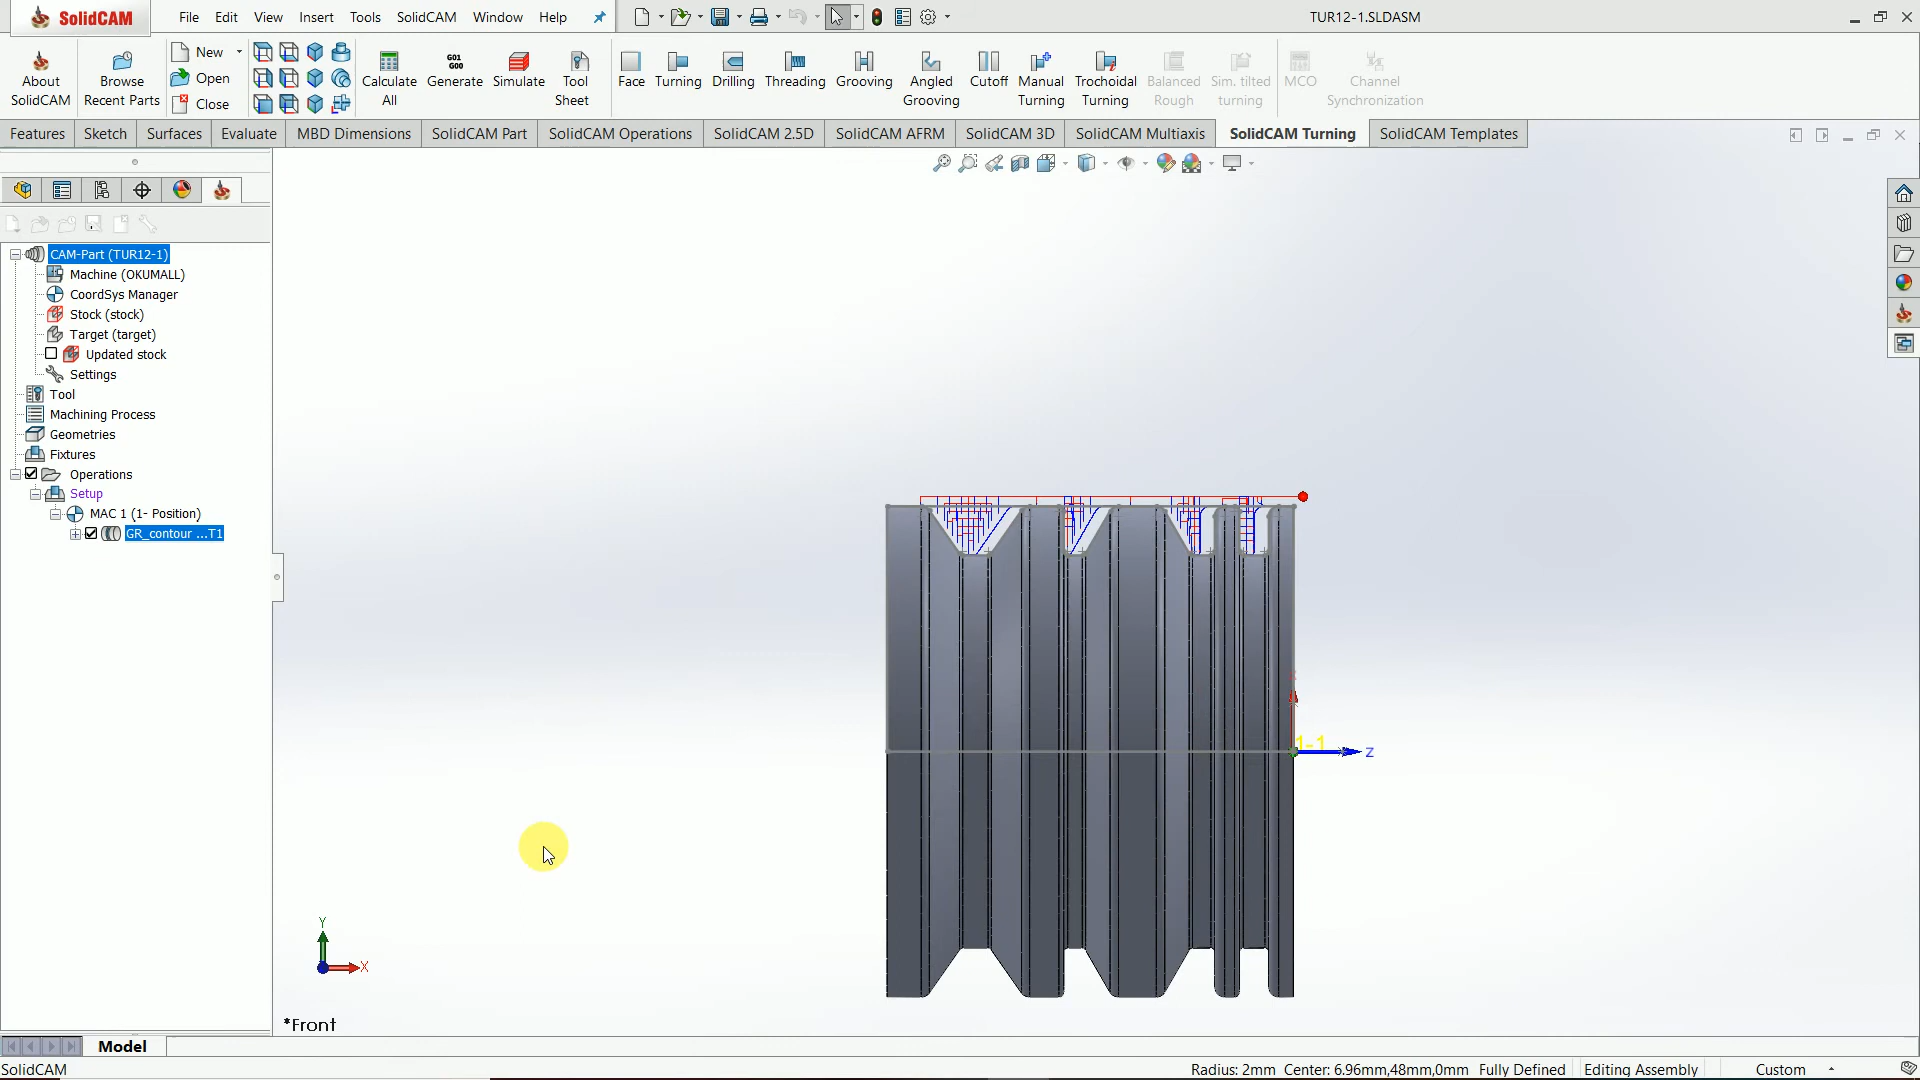 SolidCAM
File
Edit
View
Insert
Tools
SolidCAM
Window
Help
TUR12-1.SLDASM
About SolidCAM
Browse Recent Parts
New
Open
Close
Calculate All
G01 G00
Generate
Simulate
Tool Sheet
Face
Turning
Drilling
Threading
Grooving
Angled Grooving
Cutoff
Manual Turning
Trochoidal Turning
Balanced Rough
Sim. tilted turning
MCO
Channel Synchronization
Features
Sketch
Surfaces
Evaluate
MBD Dimensions
SolidCAM Part
SolidCAM Operations
SolidCAM 2.5D
SolidCAM AFRM
SolidCAM 3D
SolidCAM Multiaxis
SolidCAM Turning
SolidCAM Templates
CAM-Part (TUR12-1)
Machine (OKUMALL)
CoordSys Manager
Stock (stock)
Target (target)
Updated stock
Settings
Tool
Machining Process
Geometries
Fixtures
Operations
Setup
MAC 1 (1- Position)
GR_contour ...T1
1-1
Z
Y
X
*Front
Model
SolidCAM
Radius: 2mm Center: 6.96mm,48mm,0mm
Fully Defined
Editing Assembly
Custom